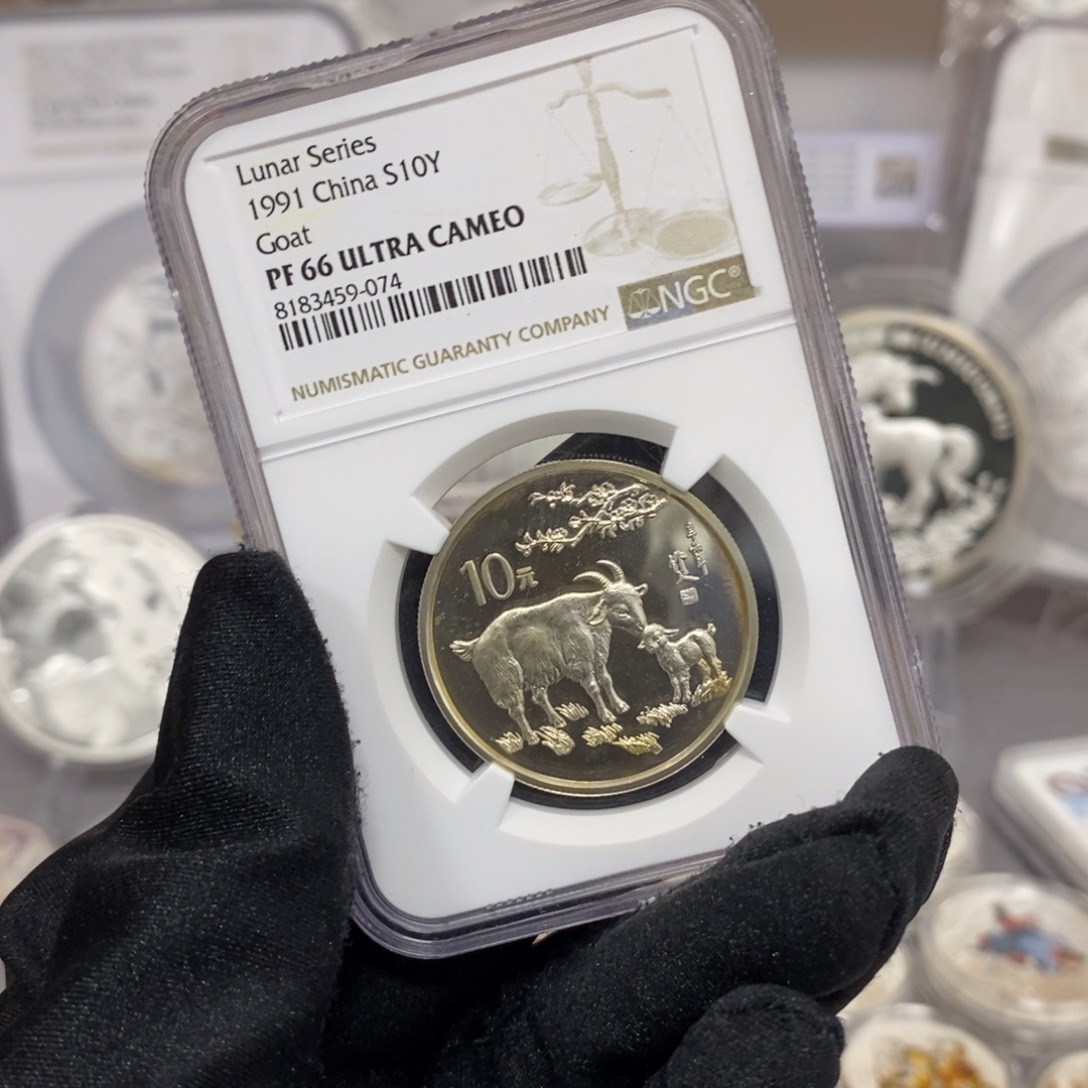 Lunar Series
1991 China S10Y
Goat
PF 66 ULTRA CAMEO
8183459-074
NUMISMATIC GUARANTY COMPANY
NGC®
10元